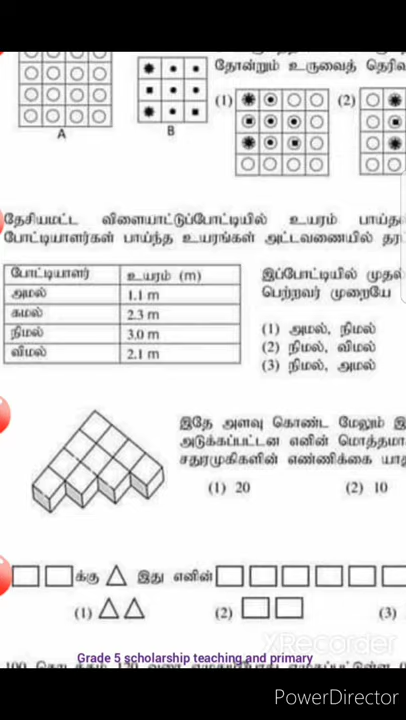 தோன்றும் உருவைத்
A
B
(1)
(2)
தேசியமட்ட விளையாட்டுப்போட்டியில் உயரம்
போட்டியாளர்கள் பாய்ந்த உயரங்கள் அட்டவணையில்
போட்டியாளர் உயரம் (m)
அமல் 1.1 m
கமல் 2.3 m
நிமல் 3.0 m
விமல் 2.1 m
இப்போட்டியில் முதல்
பெற்றவர் முறையே
(1) அமல், நிமல்
(2) நிமல், விமல்
(3) நிமல், அமல்
இதே அளவு கொண்ட மேலும்
அடுக்கப்பட்டன எனின்
சதுரமுகிகளின் எண்ணிக்கை
(1) 20 (2) 10
க்கு இது எனின்
(1) (2) (3)
XRecorder
Grade 5 scholarship teaching and primary
PowerDirector